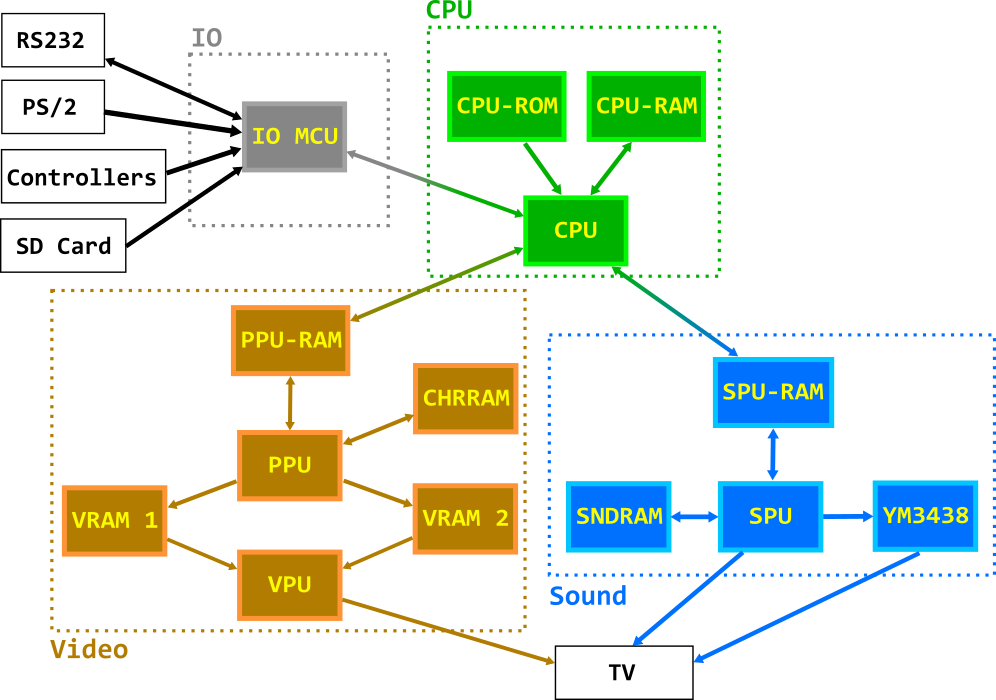 CPU
IO
RS232
PS/2
Controllers
SD Card
IO MCU
CPU-ROM
CPU-RAM
CPU
PPU-RAM
CHRRAM
PPU
VRAM 1
VRAM 2
VPU
Video
SPU-RAM
SNDRAM
SPU
YM3438
Sound
TV